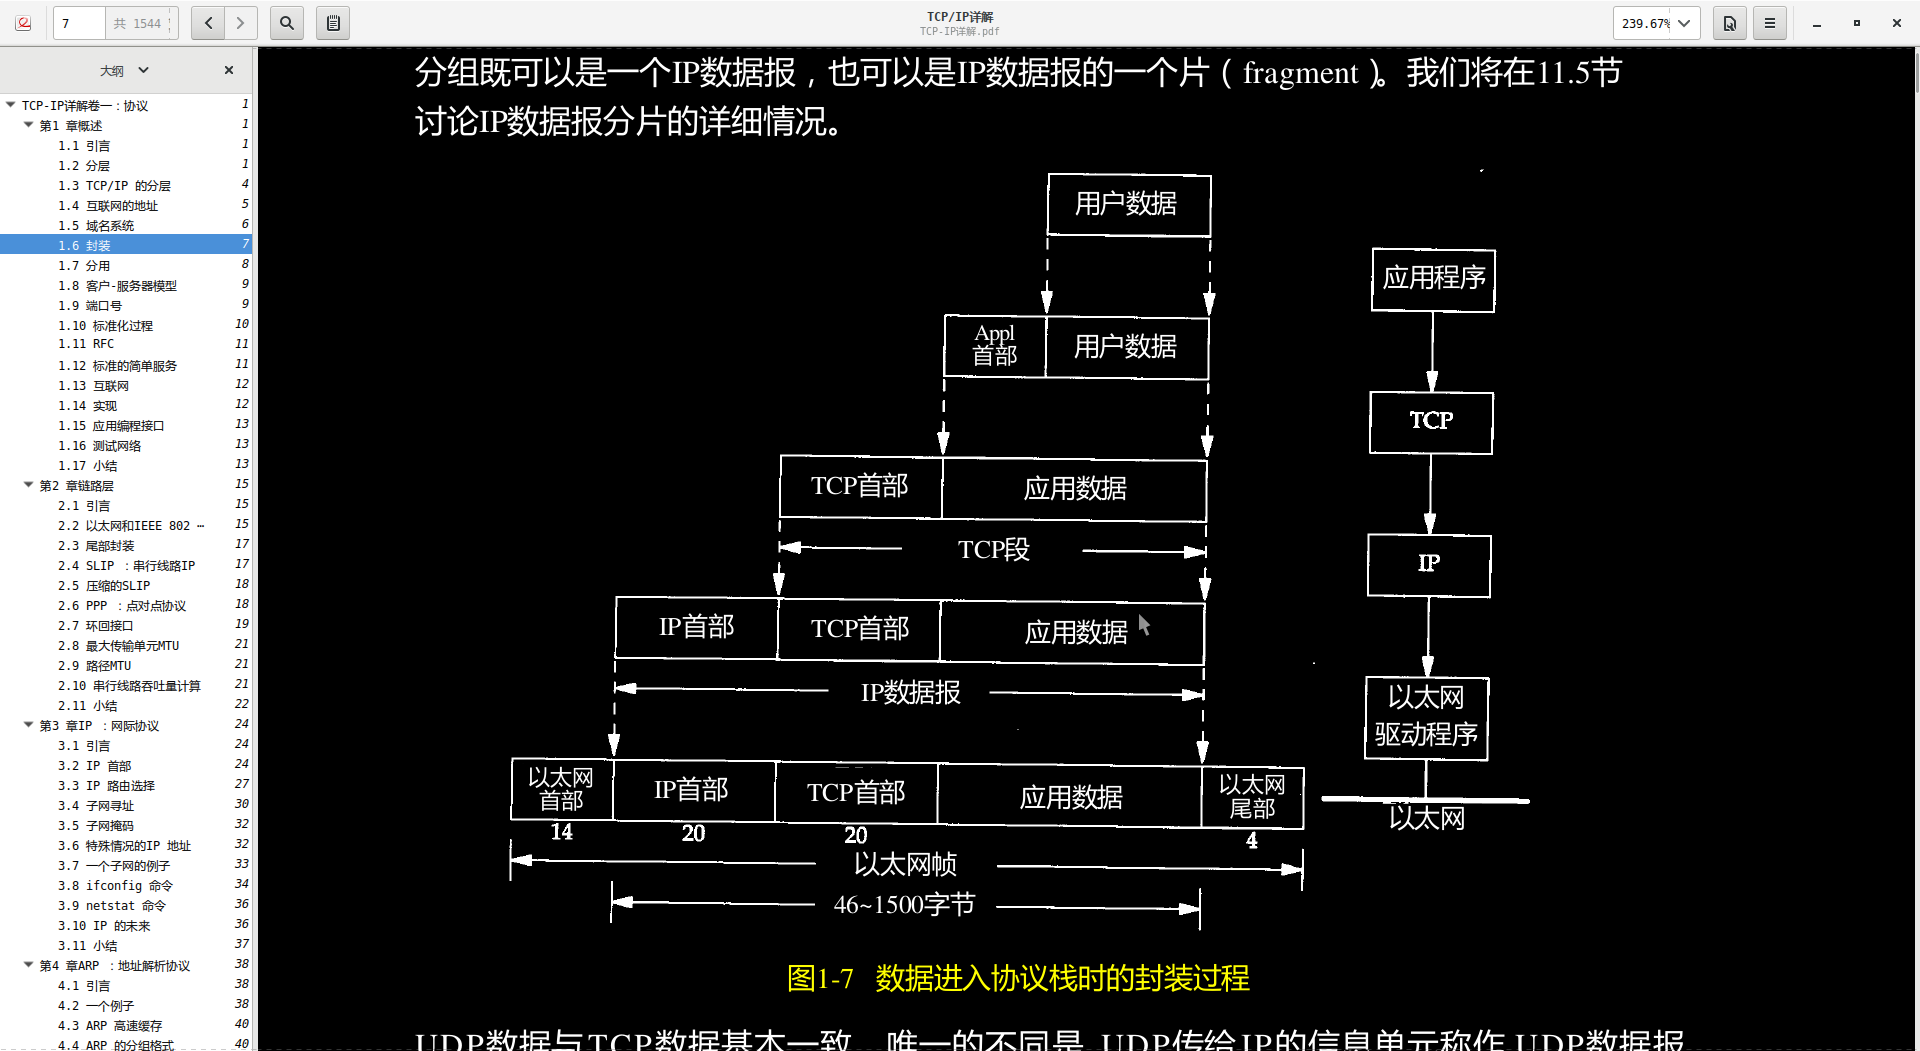 7
共 1544
TCP/IP详解
TCP-IP详解.pdf
239.67%
大纲
TCP-IP详解卷一：协议 1
第1 章概述 1
1.1 引言 1
1.2 分层 1
1.3 TCP/IP 的分层 4
1.4 互联网的地址 5
1.5 域名系统 6
1.6 封装 7
1.7 分用 8
1.8 客户-服务器模型 9
1.9 端口号 9
1.10 标准化过程 10
1.11 RFC 11
1.12 标准的简单服务 11
1.13 互联网 12
1.14 实现 12
1.15 应用编程接口 13
1.16 测试网络 13
1.17 小结 13
第2 章链路层 15
2.1 引言 15
2.2 以太网和IEEE 802 … 15
2.3 尾部封装 17
2.4 SLIP ：串行线路IP 17
2.5 压缩的SLIP 18
2.6 PPP ：点对点协议 18
2.7 环回接口 19
2.8 最大传输单元MTU 21
2.9 路径MTU 21
2.10 串行线路吞吐量计算 21
2.11 小结 22
第3 章IP ：网际协议 24
3.1 引言 24
3.2 IP 首部 24
3.3 IP 路由选择 27
3.4 子网寻址 30
3.5 子网掩码 32
3.6 特殊情况的IP 地址 32
3.7 一个子网的例子 33
3.8 ifconfig 命令 34
3.9 netstat 命令 36
3.10 IP 的未来 36
3.11 小结 37
第4 章ARP ：地址解析协议 38
4.1 引言 38
4.2 一个例子 38
4.3 ARP 高速缓存 40
4.4 ARP 的分组格式 40
分组既可以是一个IP数据报，也可以是IP数据报的一个片（fragment）。我们将在11.5节
讨论IP数据报分片的详细情况。
用户数据
应用程序
Appl
首部
用户数据
TCP
TCP首部 应用数据
TCP段
IP
IP首部 TCP首部 应用数据
IP数据报
以太网
驱动程序
以太网
首部
IP首部 TCP首部 应用数据
以太网
尾部
以太网
14 20 20 4
以太网帧
46~1500字节
图1-7 数据进入协议栈时的封装过程
UDP数据与TCP数据基本一致。唯一的不同是 UDP传给IP的信息单元称作 UDP数据报